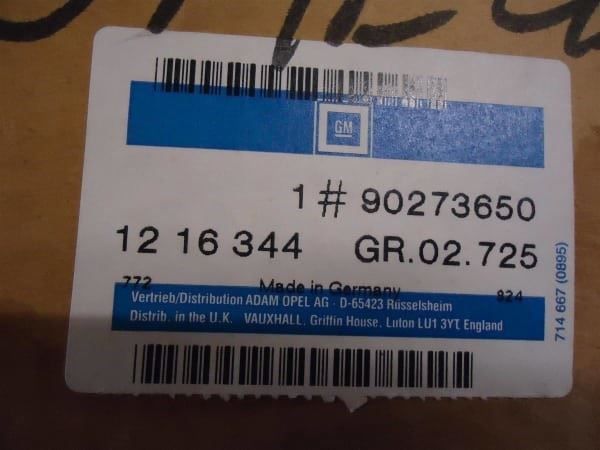 GM
1 # 90273650
12 16 344 GR.02.725
772 Made in Germany 924
Vertrieb/Distribution ADAM OPEL AG · D-65423 Rüsselsheim
Distrib. in the U.K. VAUXHALL. Griffin House, Luton LU1 3YT, England
714 667 (0895)